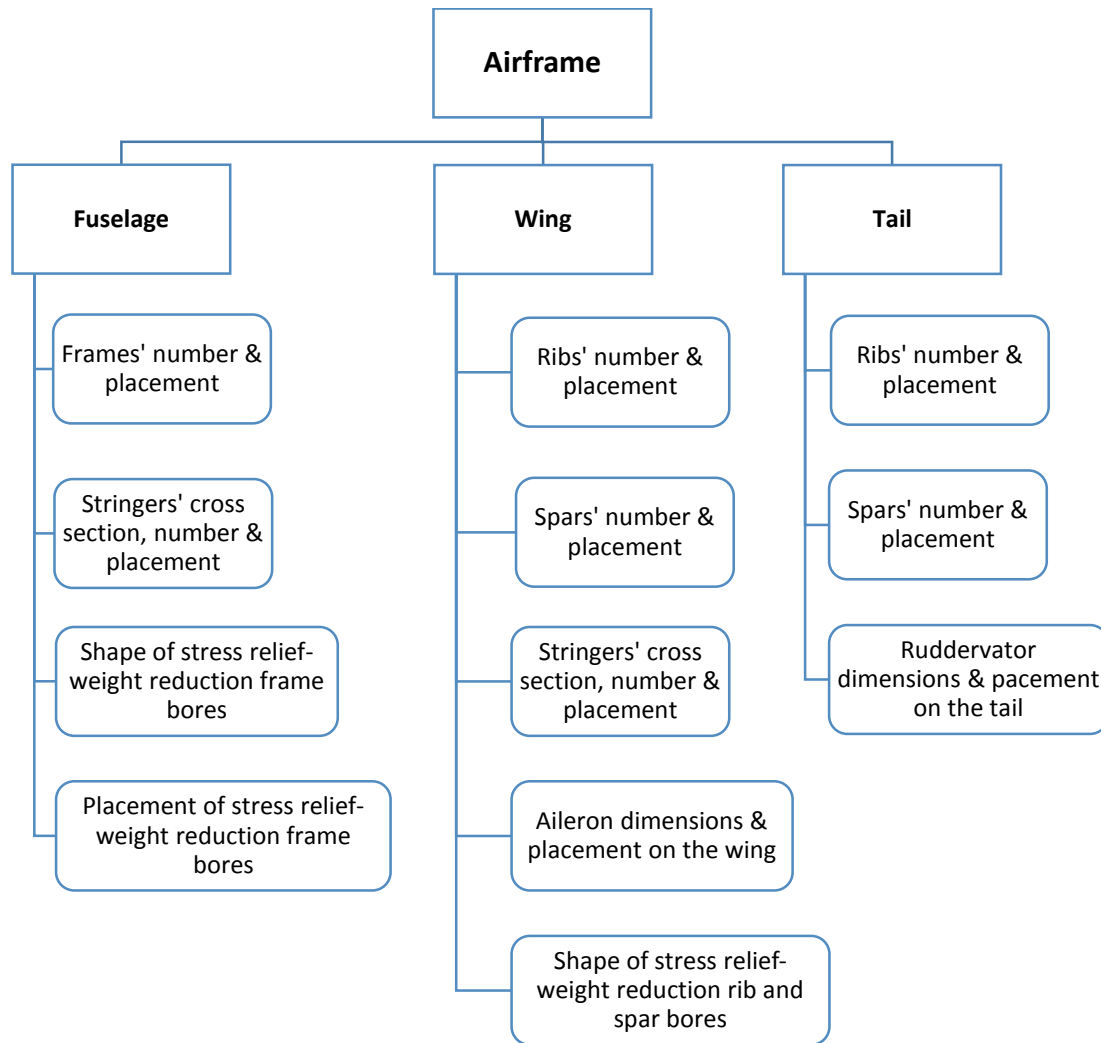 Airframe
Fuselage
Wing
Tail
Frames' number &
placement
Stringers' cross
section, number &
placement
Shape of stress relief-
weight reduction frame
bores
Placement of stress relief-
weight reduction frame
bores
Ribs' number &
placement
Spars' number &
placement
Stringers' cross
section, number &
placement
Aileron dimensions &
placement on the wing
Shape of stress relief-
weight reduction rib and
spar bores
Ribs' number &
placement
Spars' number &
placement
Ruddervator
dimensions & pacement
on the tail